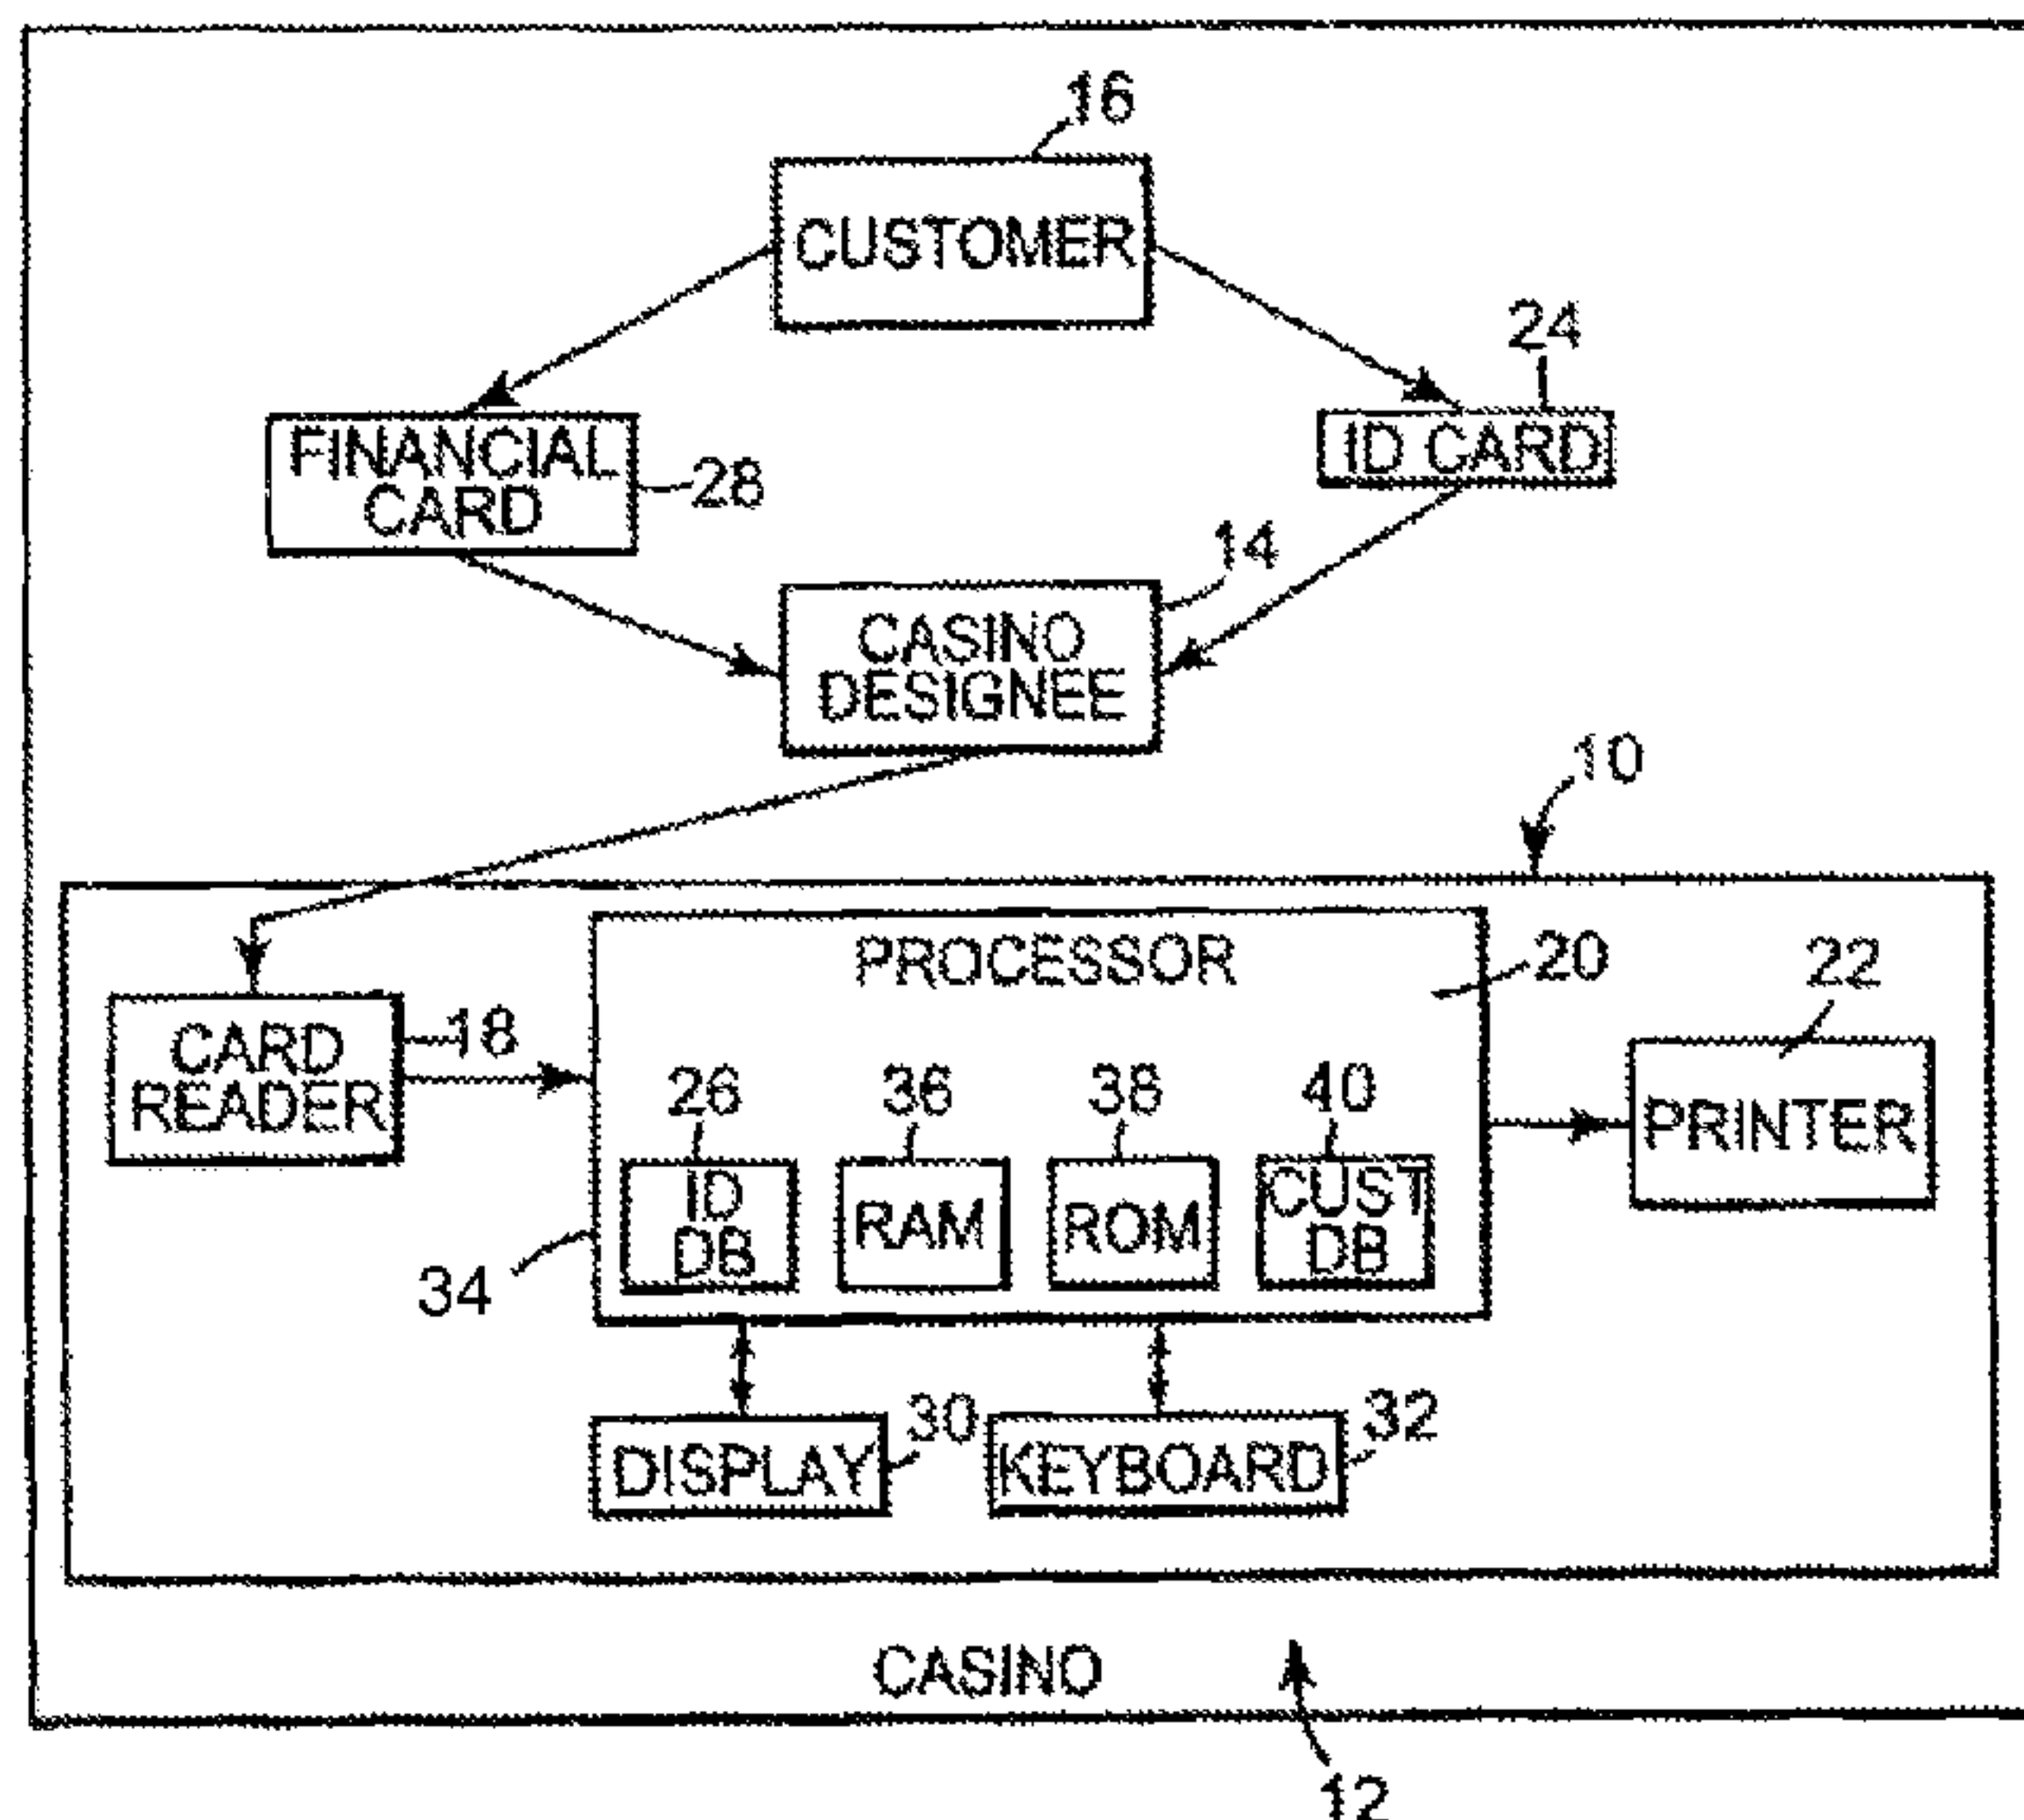 16
CUSTOMER
24
FINANCIAL
CARD
28
ID CARD
14
CASINO
DESIGNEE
10
PROCESSOR
20
22
CARD
READER
18
26
36
38
40
PRINTER
ID
DB
RAM
ROM
CUST
DB
34
DISPLAY
30
KEYBOARD
32
CASINO
12